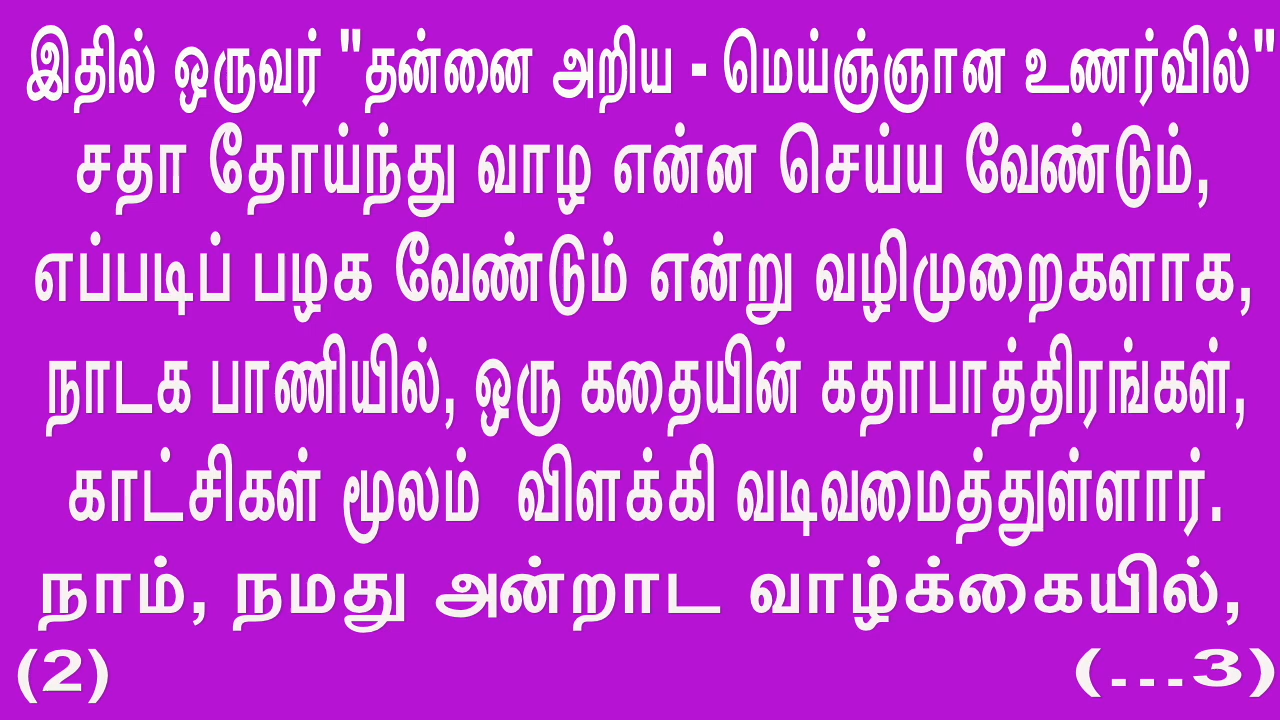 இதில் ஒருவர் "தன்னை அறிய - மெய்ஞ்ஞான உணர்வில்"
சதா தோய்ந்து வாழ என்ன செய்ய வேண்டும்,
எப்படிப் பழக வேண்டும் என்று வழிமுறைகளாக,
நாடக பாணியில், ஒரு கதையின் கதாபாத்திரங்கள்,
காட்சிகள் மூலம் விளக்கி வடிவமைத்துள்ளார்.
நாம், நமது அன்றாட வாழ்க்கையில்,
(2) (...3)